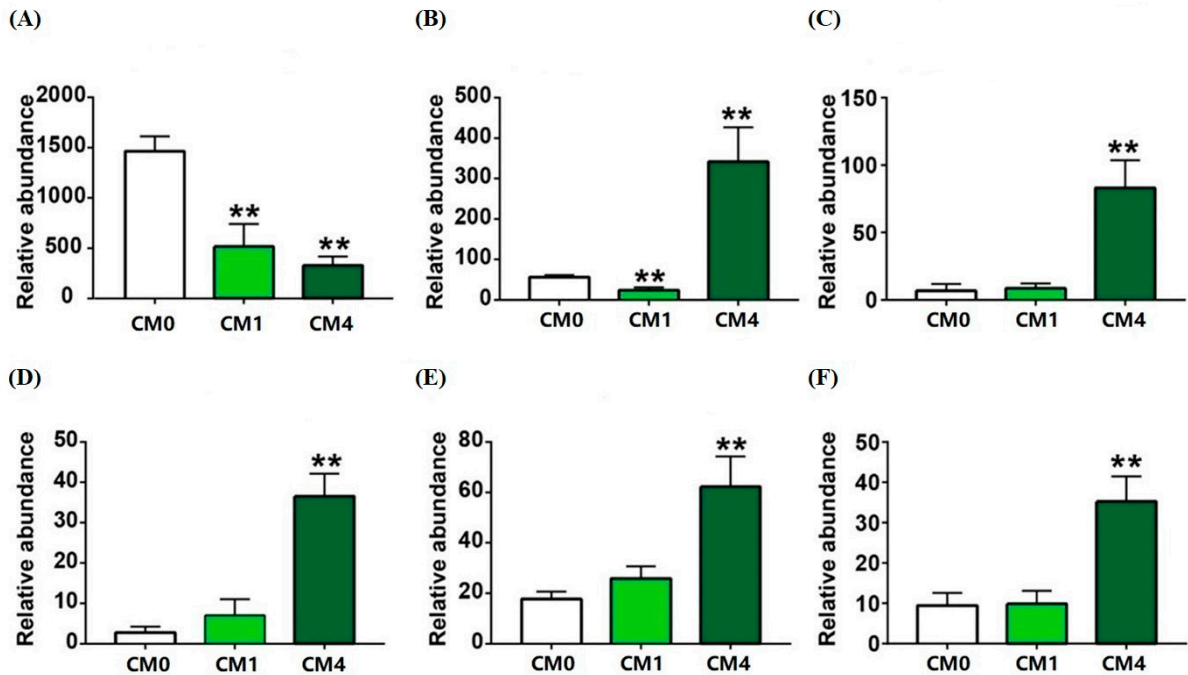 (A)
(B)
(C)
Relative abundance
2000
1500
1000
500
0
**
**
CM0 CM1 CM4
Relative abundance
500
400
300
200
100
0
**
**
CM0 CM1 CM4
Relative abundance
150
100
50
0
**
CM0 CM1 CM4
(D)
(E)
(F)
Relative abundance
50
40
30
20
10
0
**
CM0 CM1 CM4
Relative abundance
80
60
40
20
0
**
CM0 CM1 CM4
Relative abundance
50
40
30
20
10
0
**
CM0 CM1 CM4